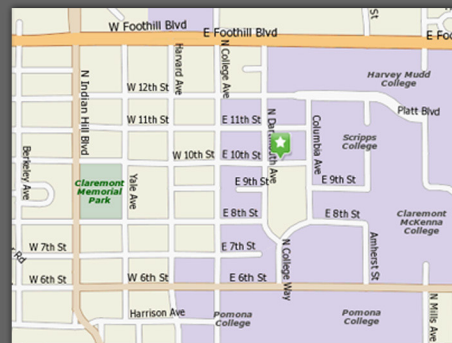 W Foothill Blvd
E Foothill Blvd
St
E Foo
Harvard Ave
N College Ave
Harvey Mudd
College
N Indian Hill Blvd
W 12th St
Platt Blvd
W 11th St
E 11th St
N Dartmouth Ave
Columbia Ave
Scripps
College
Berkeley Ave
W 10th St
E 10th St
Claremont
Memorial
Park
Yale Ave
E 9th St
E 9th St
E 8th St
E 8th St
Claremont
McKenna
College
W 7th St
E 7th St
N College Way
Amherst St
Rd
W 6th St
W 6th St
E 6th St
Harrison Ave
Pomona
College
Pomona
College
N Mills Ave